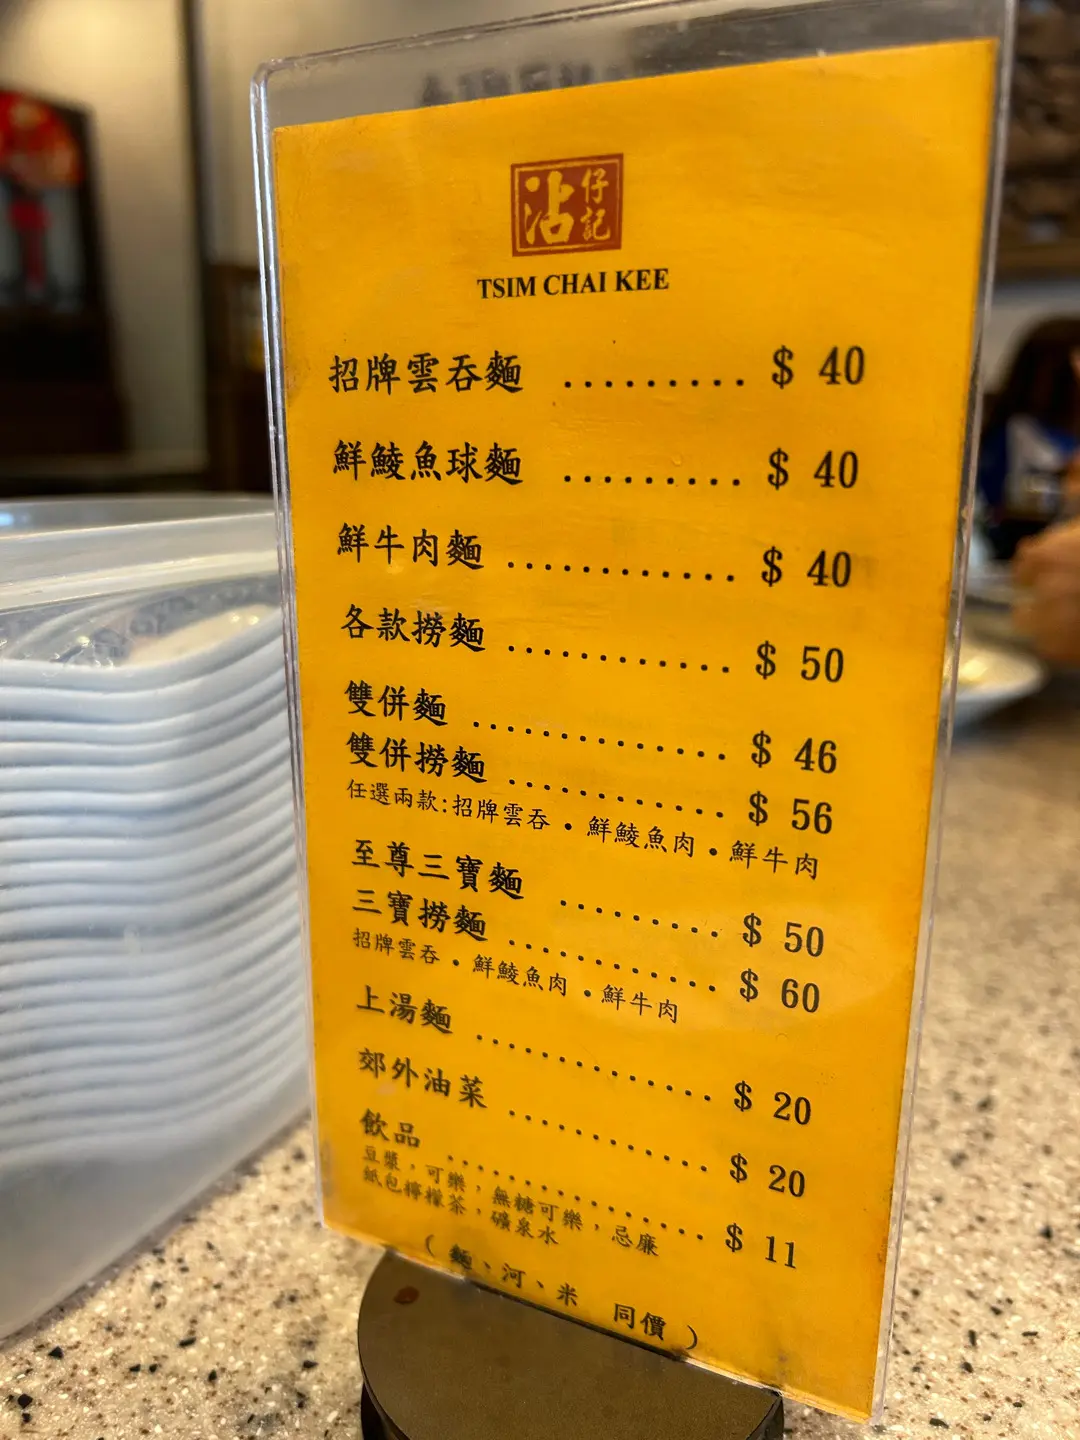 沾仔記
TSIM CHAI KEE
招牌雲吞麵 ......... $ 40
鮮鯪魚球麵 ......... $ 40
鮮牛肉麵 ............ $ 40
各款撈麵 ............ $ 50
雙併麵 .............. $ 46
雙併撈麵 ............ $ 56
任選兩款:招牌雲吞 • 鮮鯪魚肉 • 鮮牛肉
至尊三寶麵 ......... $ 50
三寶撈麵 ............ $ 60
招牌雲吞 • 鮮鯪魚肉 • 鮮牛肉
上湯麵 ............. $ 20
郊外油菜 ............ $ 20
飲品 ................ $ 11
豆漿,可樂,無糖可樂,忌廉
紙包檸檬茶,礦泉水
( 麵、河、米 同價 )